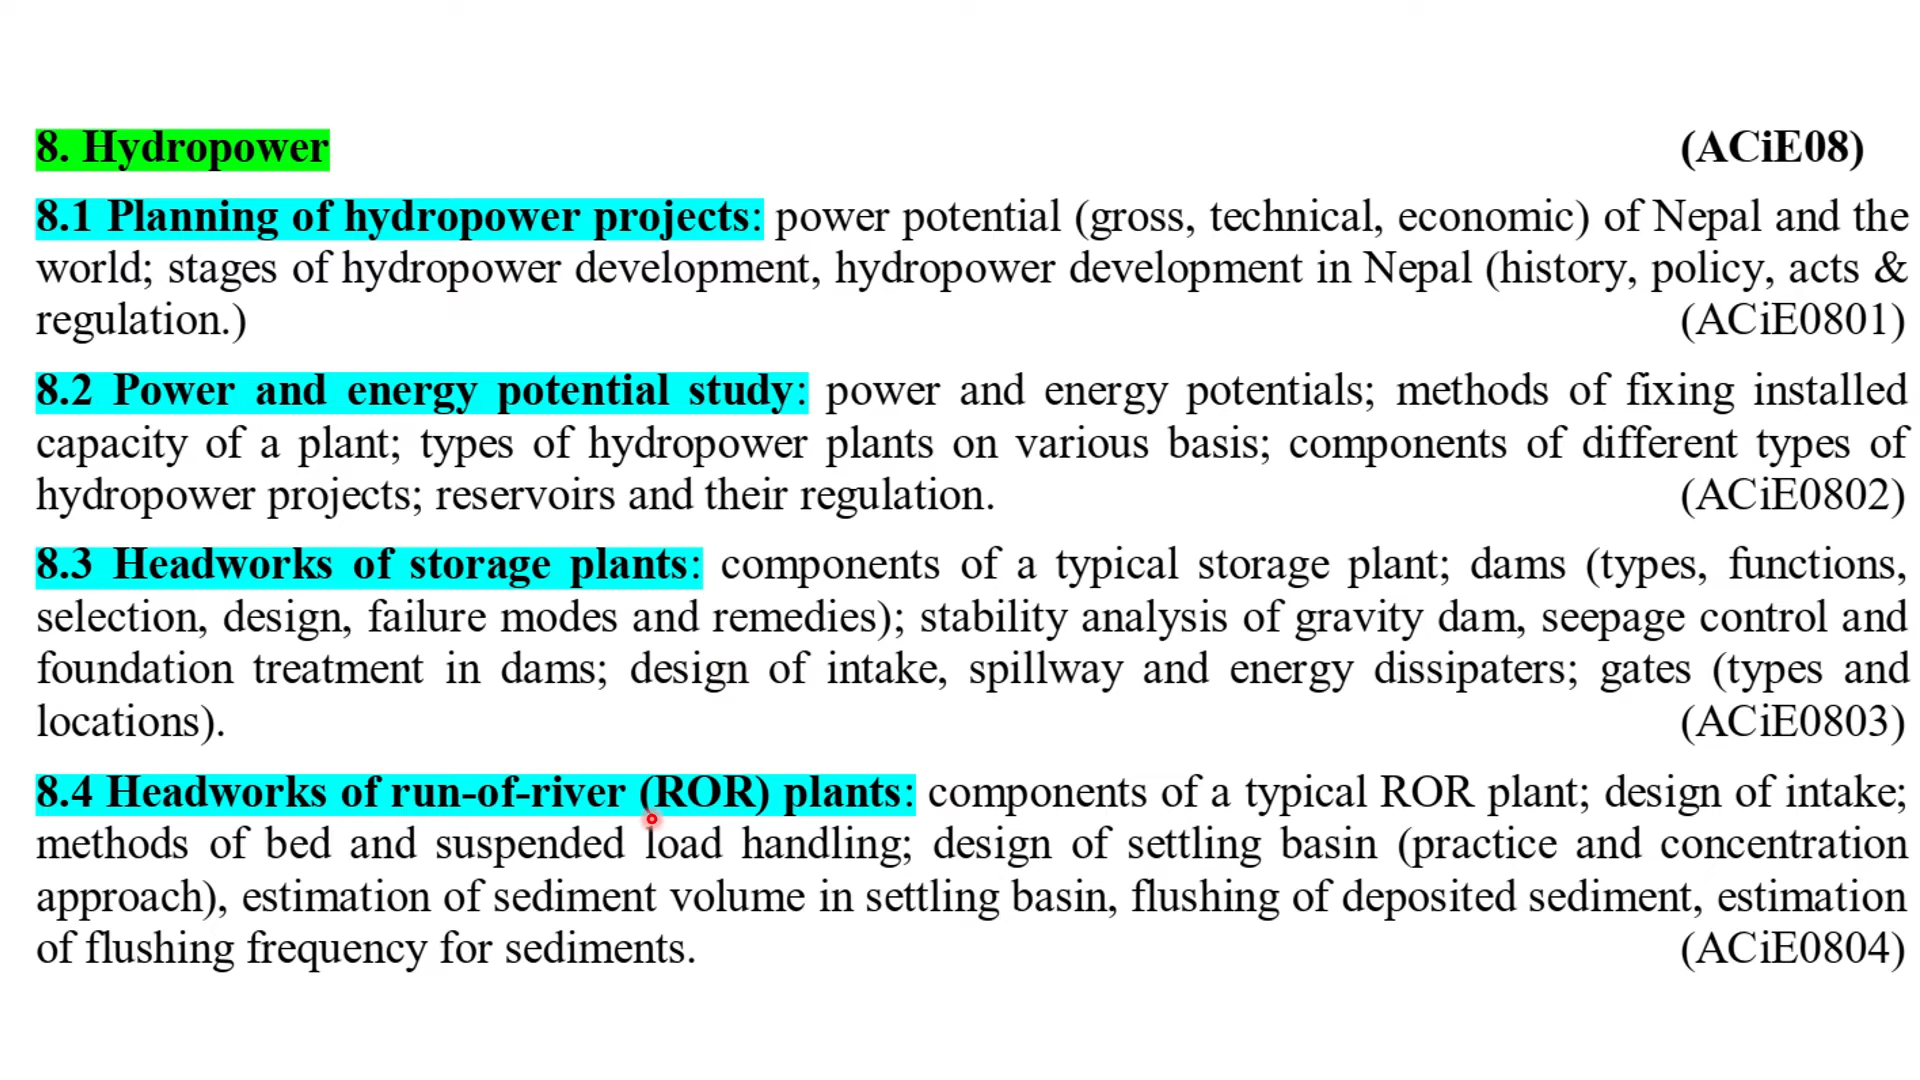 8. Hydropower (ACiE08)
8.1 Planning of hydropower projects: power potential (gross, technical, economic) of Nepal and the
world; stages of hydropower development, hydropower development in Nepal (history, policy, acts &
regulation.) (ACiE0801)
8.2 Power and energy potential study: power and energy potentials; methods of fixing installed
capacity of a plant; types of hydropower plants on various basis; components of different types of
hydropower projects; reservoirs and their regulation. (ACiE0802)
8.3 Headworks of storage plants: components of a typical storage plant; dams (types, functions,
selection, design, failure modes and remedies); stability analysis of gravity dam, seepage control and
foundation treatment in dams; design of intake, spillway and energy dissipaters; gates (types and
locations). (ACiE0803)
8.4 Headworks of run-of-river (ROR) plants: components of a typical ROR plant; design of intake;
methods of bed and suspended load handling; design of settling basin (practice and concentration
approach), estimation of sediment volume in settling basin, flushing of deposited sediment, estimation
of flushing frequency for sediments. (ACiE0804)